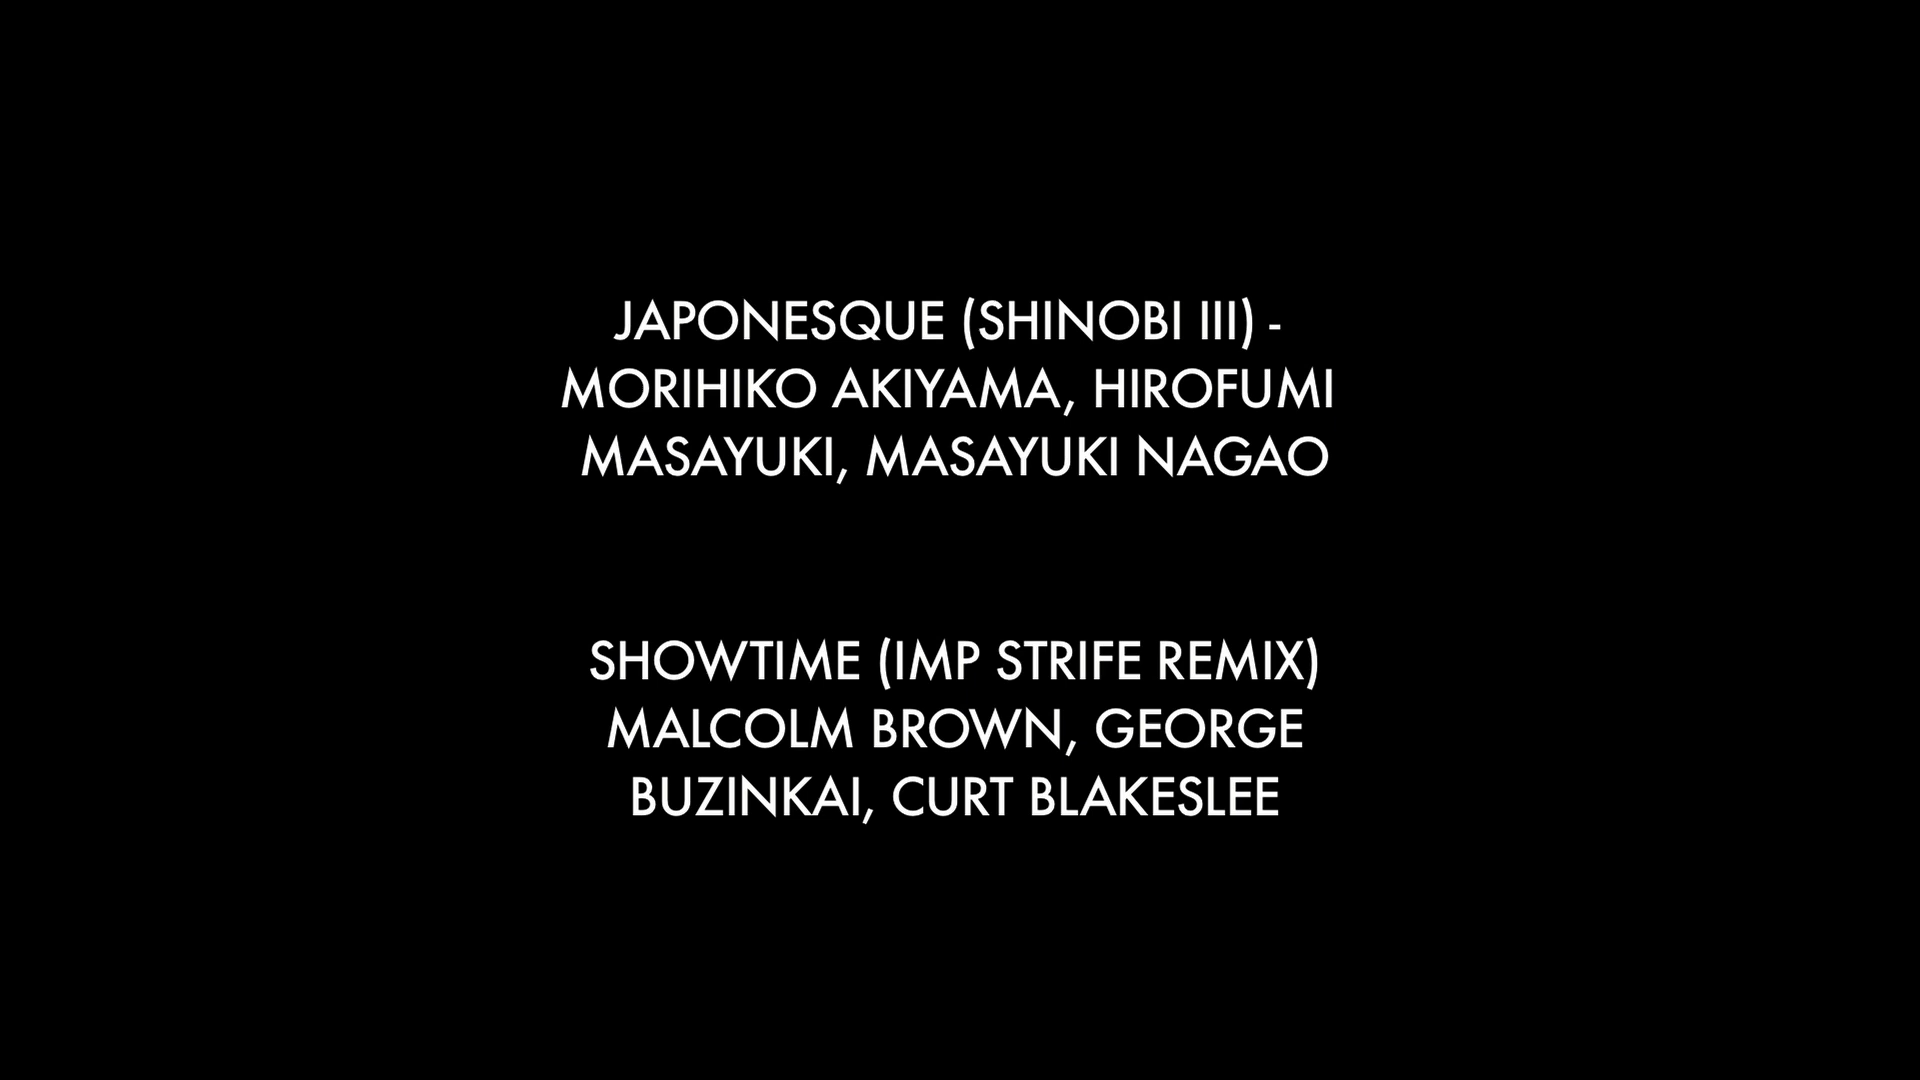 JAPONESQUE (SHINOBI III) -
MORIHIKO AKIYAMA, HIROFUMI
MASAYUKI, MASAYUKI NAGAO
SHOWTIME (IMP STRIFE REMIX)
MALCOLM BROWN, GEORGE
BUZINKAI, CURT BLAKESLEE